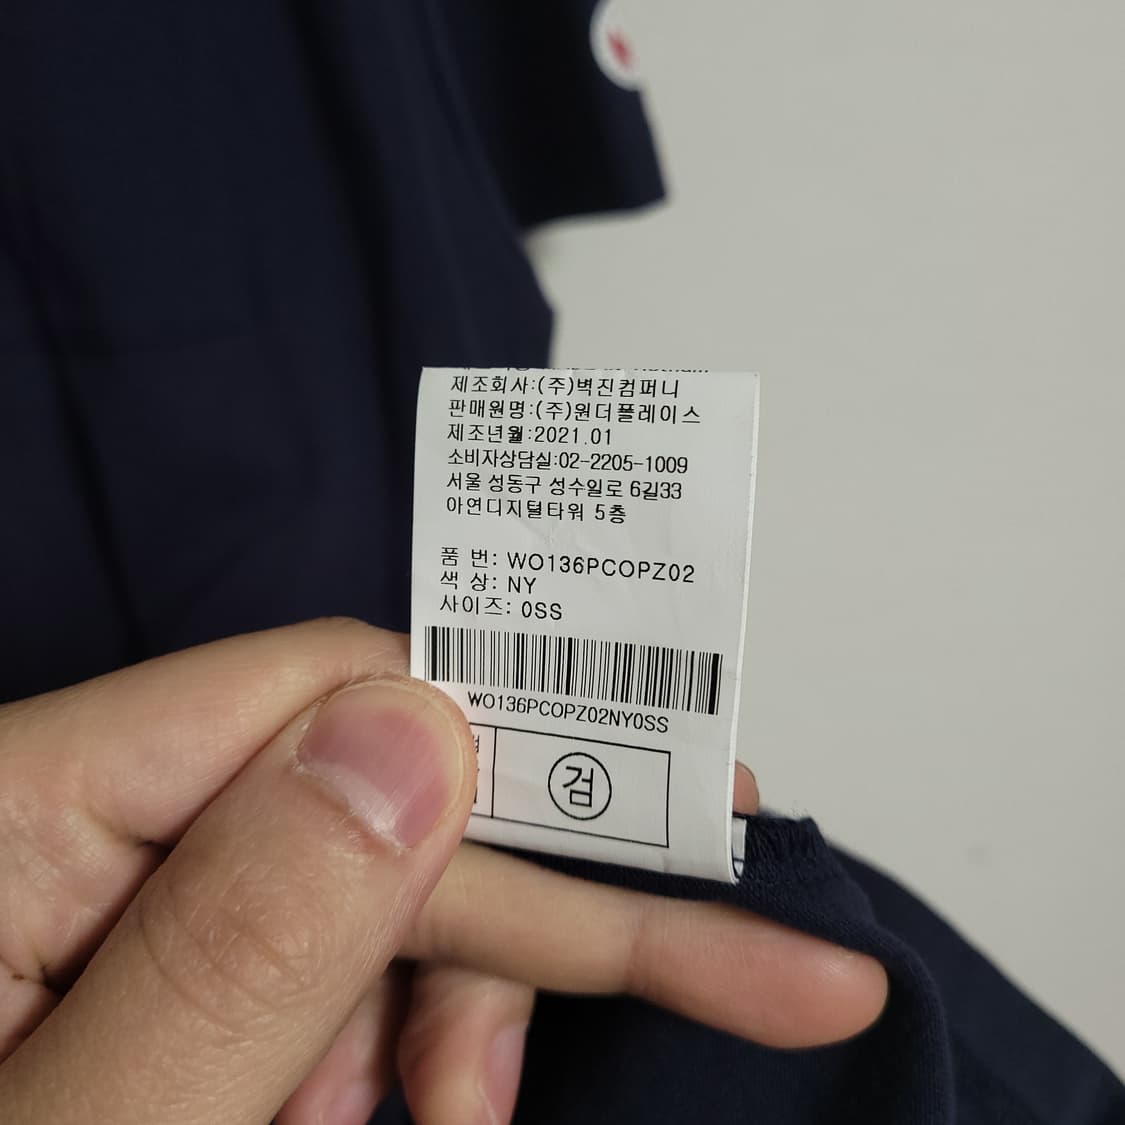 제조회사:(주)벽진컴퍼니
판매원명:(주)원더플레이스
제조년월:2021.01
소비자상담실:02-2205-1009
서울 성동구 성수일로 6길33
아연디지털타워 5층
품 번: WO136PCOPZ02
색 상: NY
사이즈: 0SS
WO136PCOPZ02NY0SS
검